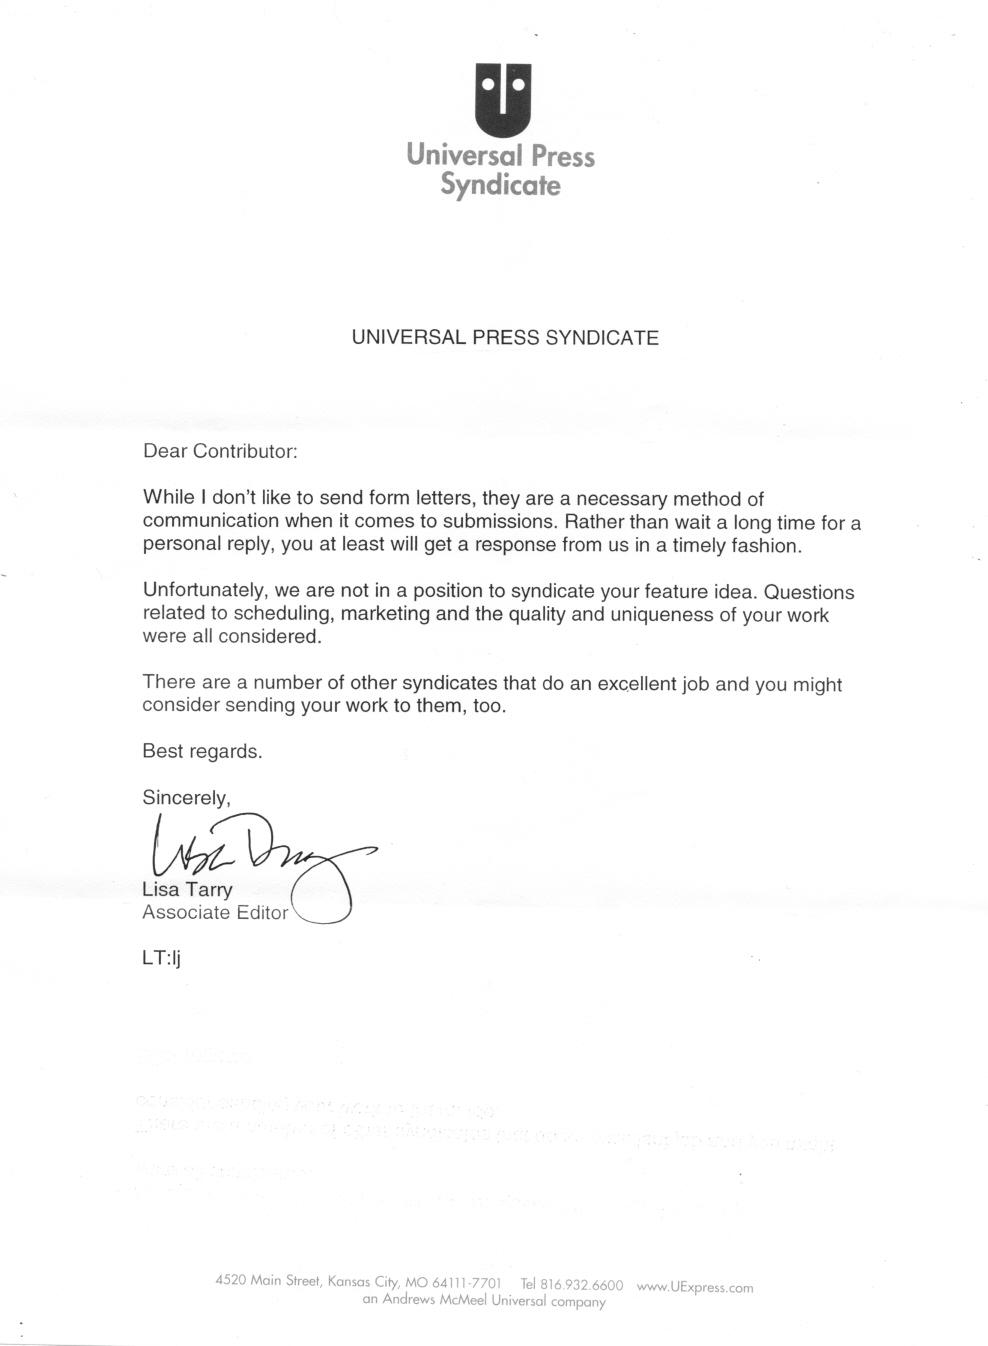 Universal Press
Syndicate
UNIVERSAL PRESS SYNDICATE
Dear Contributor:
While I don't like to send form letters, they are a necessary method of
communication when it comes to submissions. Rather than wait a long time for a
personal reply, you at least will get a response from us in a timely fashion.
Unfortunately, we are not in a position to syndicate your feature idea. Questions
related to scheduling, marketing and the quality and uniqueness of your work
were all considered.
There are a number of other syndicates that do an excellent job and you might
consider sending your work to them, too.
Best regards.
Sincerely,
Lisa Tarry
Lisa Tarry
Associate Editor
LT:lj
4520 Main Street, Kansas City, MO 64111-7701 Tel 816.932.6600 www.UExpress.com
an Andrews McMeel Universal company